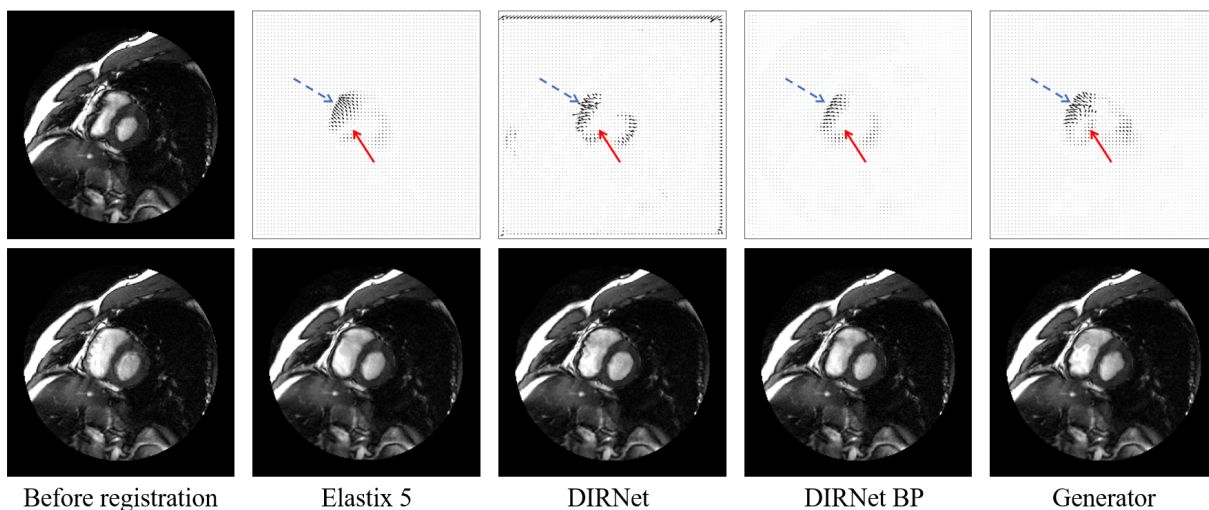 Before registration
Elastix 5
DIRNet
DIRNet BP
Generator